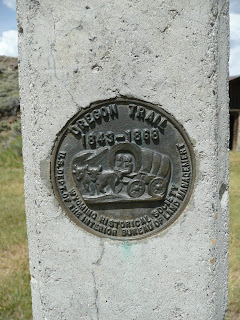 OREGON TRAIL
1843-1868
WYOMING HISTORICAL SOCIETY
U.S. DEPT. OF THE INTERIOR BUREAU OF LAND MANAGEMENT